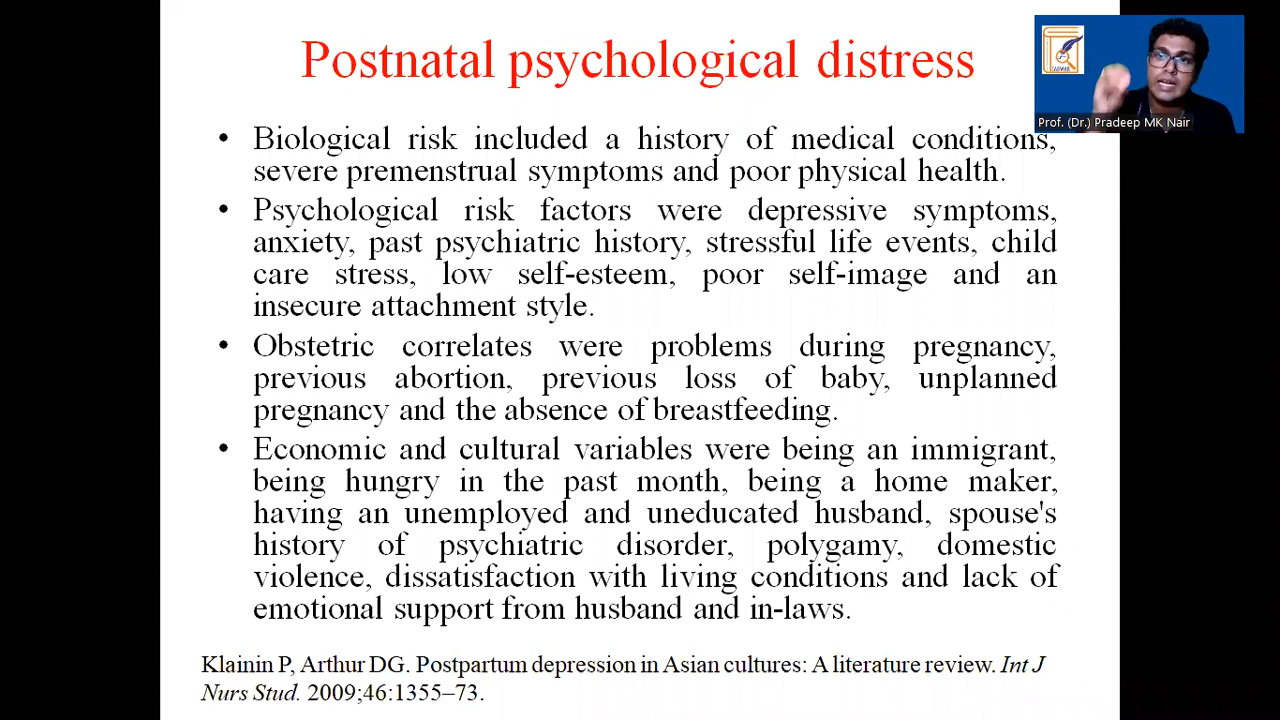 Postnatal psychological distress
Prof. (Dr.) Pradeep MK Nair
• Biological risk included a history of medical conditions,
severe premenstrual symptoms and poor physical health.
• Psychological risk factors were depressive symptoms,
anxiety, past psychiatric history, stressful life events, child
care stress, low self-esteem, poor self-image and an
insecure attachment style.
• Obstetric correlates were problems during pregnancy,
previous abortion, previous loss of baby, unplanned
pregnancy and the absence of breastfeeding.
• Economic and cultural variables were being an immigrant,
being hungry in the past month, being a home maker,
having an unemployed and uneducated husband, spouse's
history of psychiatric disorder, polygamy, domestic
violence, dissatisfaction with living conditions and lack of
emotional support from husband and in-laws.
Klainin P, Arthur DG. Postpartum depression in Asian cultures: A literature review. Int J
Nurs Stud. 2009;46:1355–73.